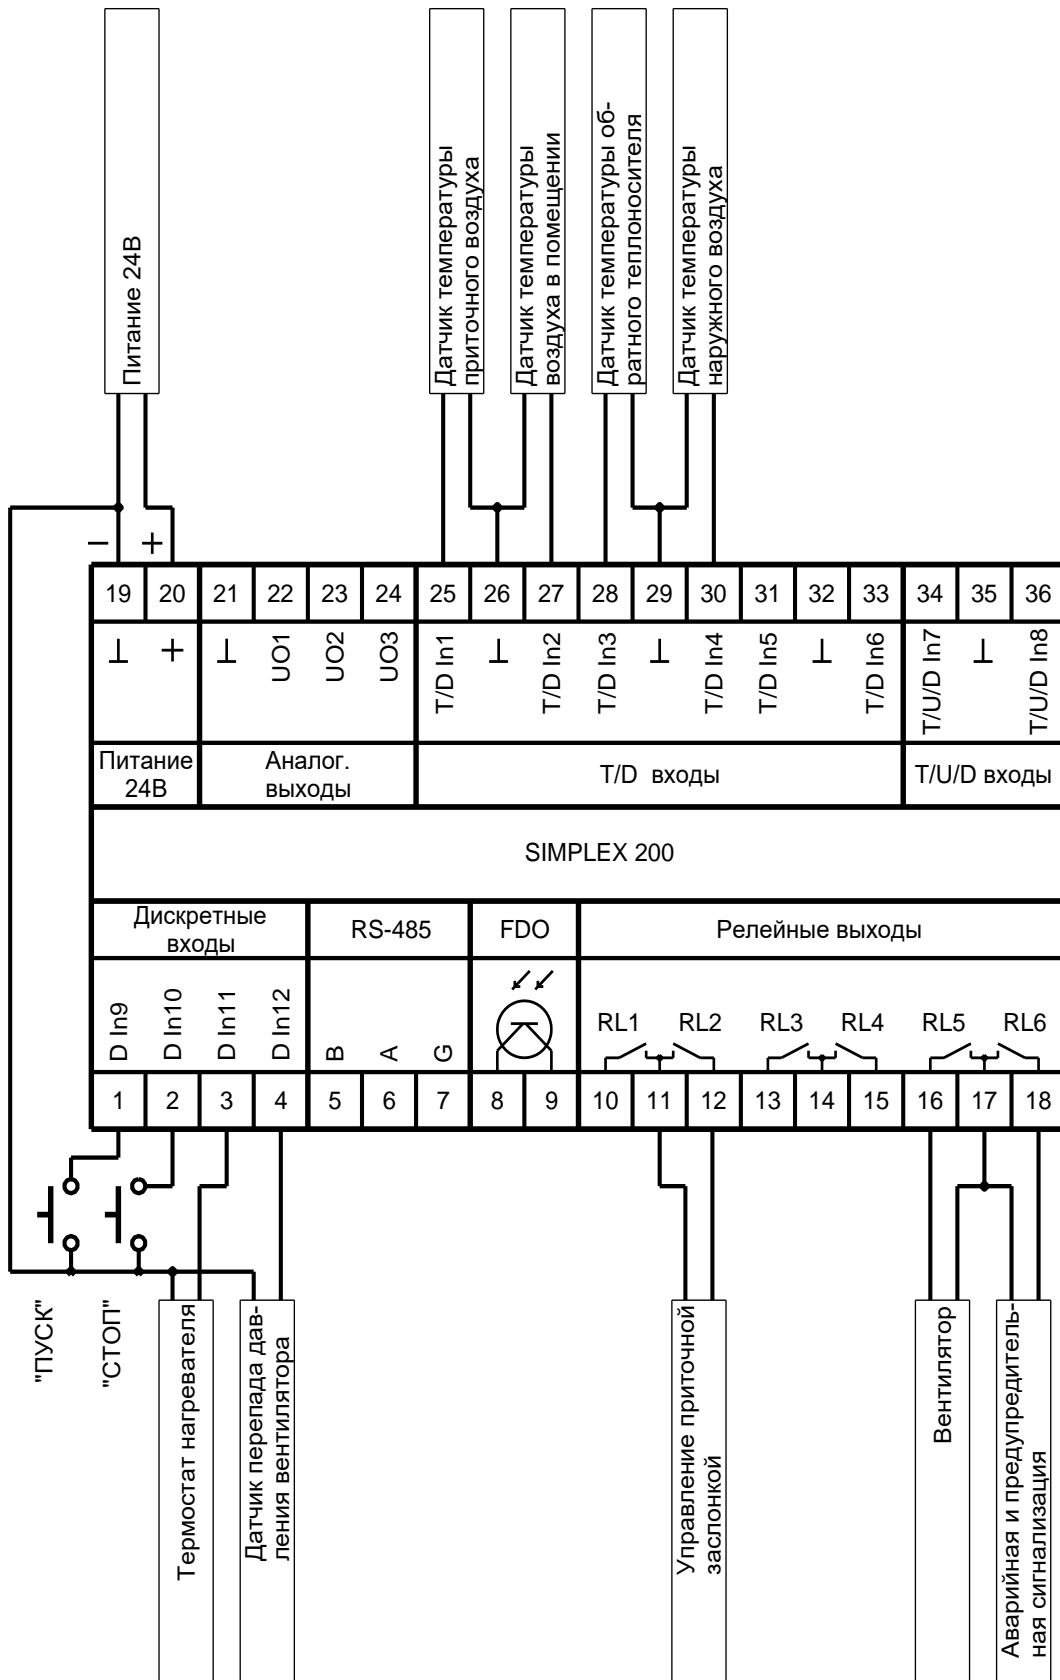 Питание 24В
Датчик температуры
приточного воздуха
Датчик температуры
воздуха в помещении
Датчик температуры об-
ратного теплоносителя
Датчик температуры
наружного воздуха
– +
19 20 21 22 23 24 25 26 27 28 29 30 31 32 33 34 35 36
⊥ + ⊥ UO1 UO2 UO3 T/D In1 ⊥ T/D In2 T/D In3 ⊥ T/D In4 T/D In5 ⊥ T/D In6 T/U/D In7 ⊥ T/U/D In8
Питание
24В
Аналог.
выходы
T/D входы
T/U/D входы
SIMPLEX 200
Дискретные
входы
RS-485
FDO
Релейные выходы
D In9 D In10 D In11 D In12 B A G
RL1 RL2 RL3 RL4 RL5 RL6
1 2 3 4 5 6 7 8 9 10 11 12 13 14 15 16 17 18
"ПУСК"
"СТОП"
Термостат нагревателя
Датчик перепада дав-
ления вентилятора
Управление приточной
заслонкой
Вентилятор
Аварийная и предупредитель-
ная сигнализация